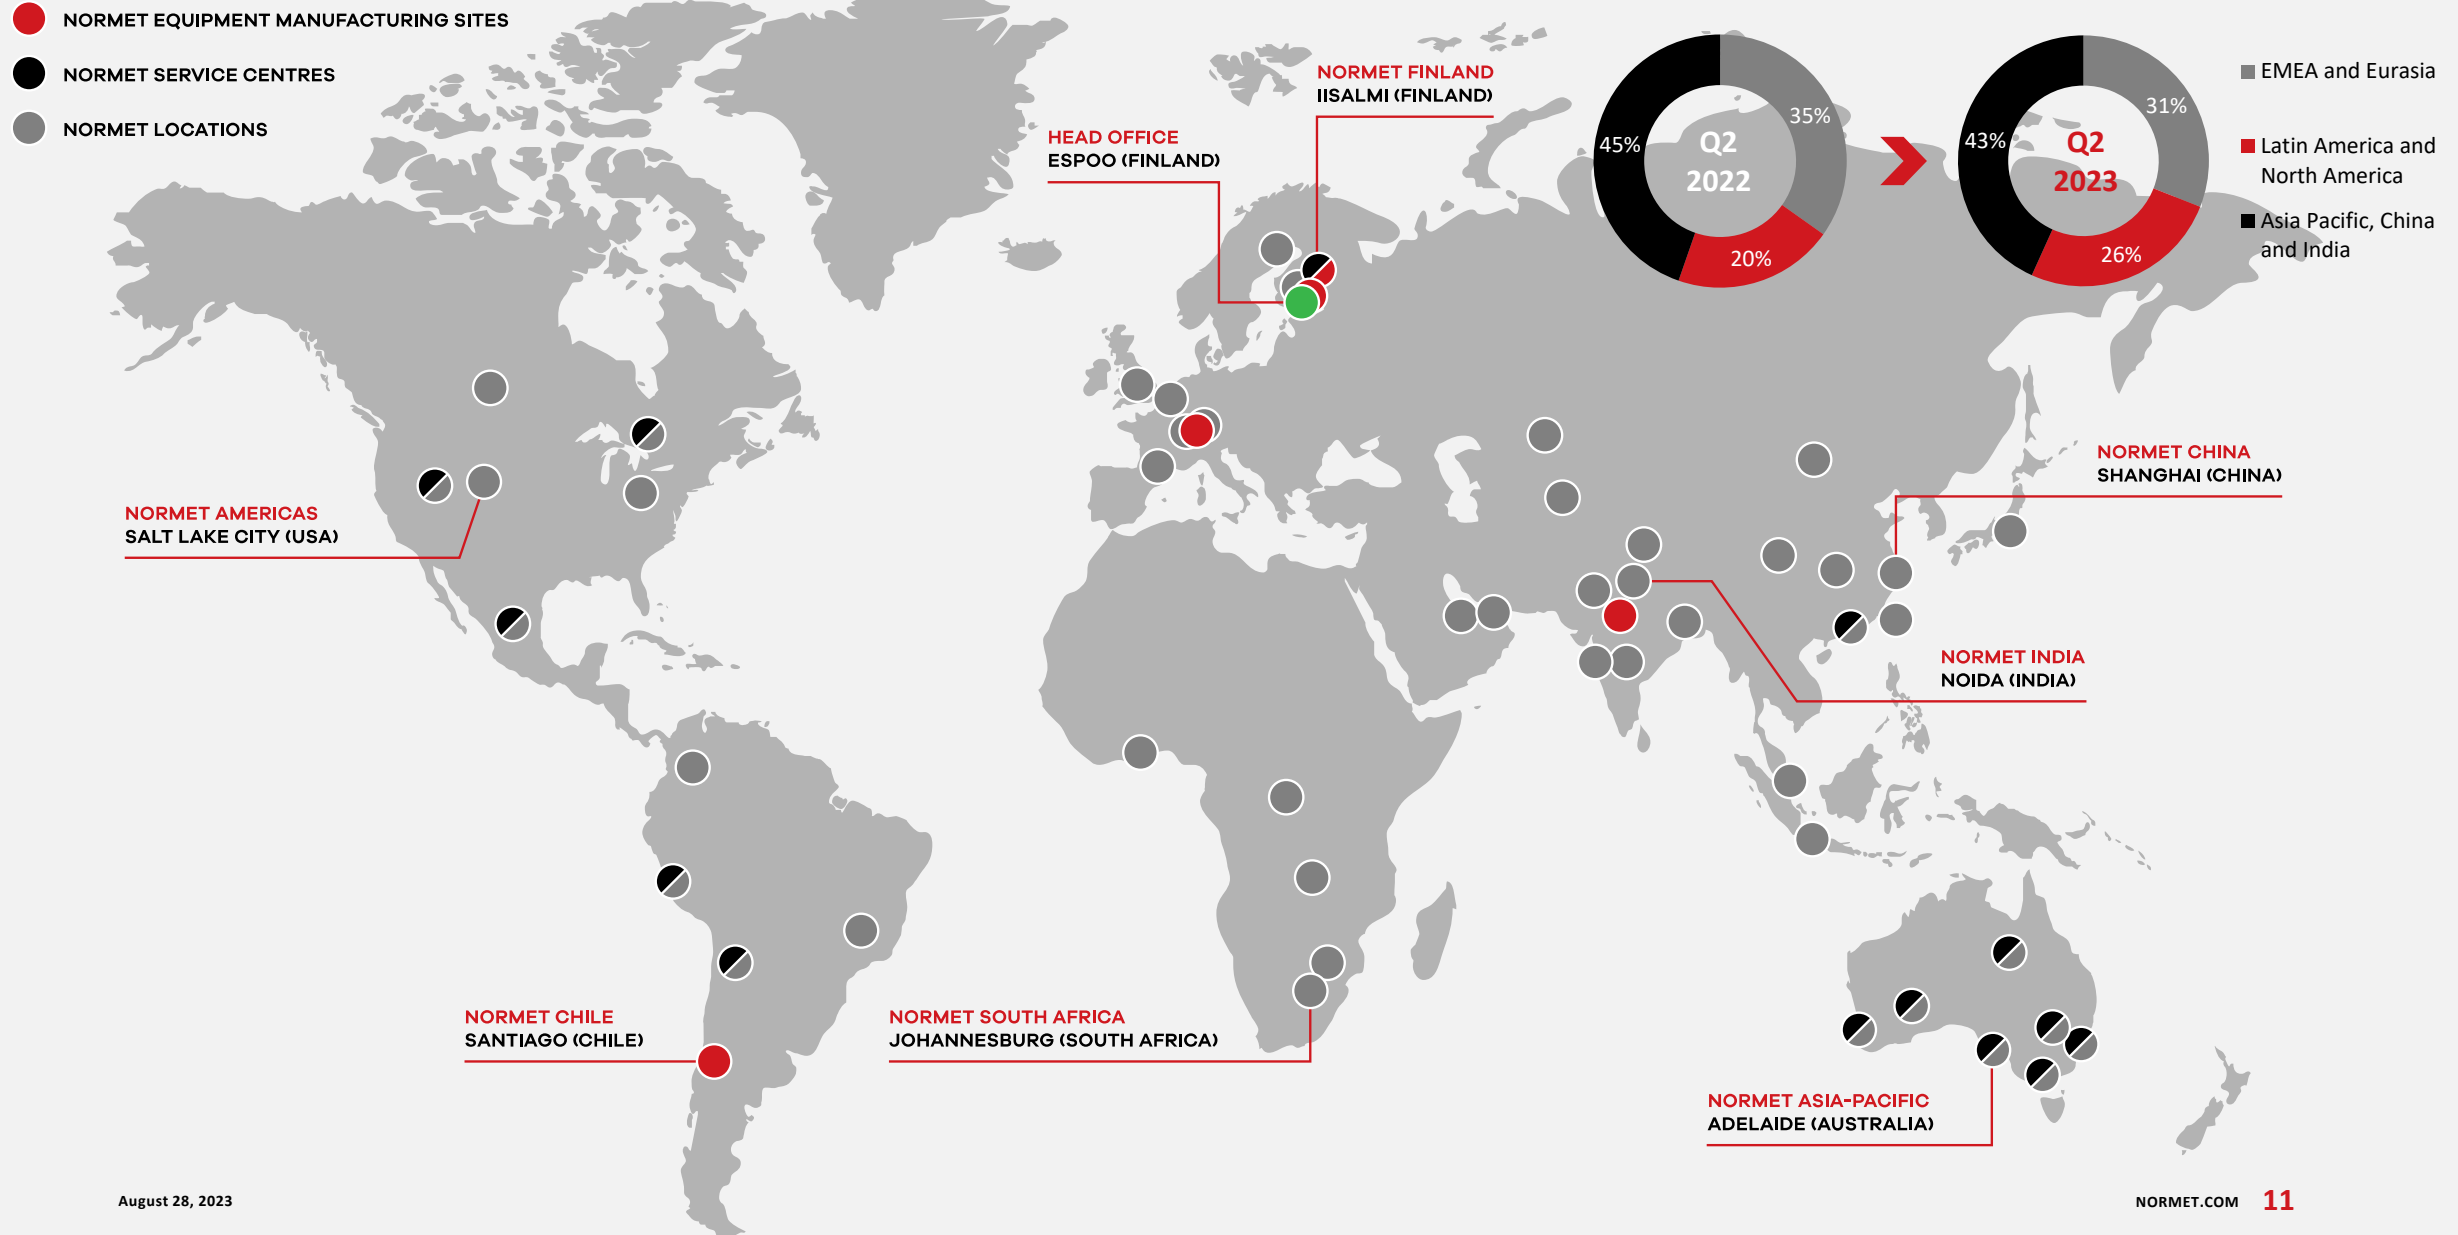 NORMET EQUIPMENT MANUFACTURING SITES
NORMET SERVICE CENTRES
NORMET LOCATIONS
NORMET FINLAND
IISALMI (FINLAND)
HEAD OFFICE
ESPOO (FINLAND)
35%
45%
Q2
2022
20%
31%
43%
Q2
2023
26%
EMEA and Eurasia
Latin America and
North America
Asia Pacific, China
and India
NORMET CHINA
SHANGHAI (CHINA)
NORMET AMERICAS
SALT LAKE CITY (USA)
NORMET INDIA
NOIDA (INDIA)
NORMET CHILE
SANTIAGO (CHILE)
NORMET SOUTH AFRICA
JOHANNESBURG (SOUTH AFRICA)
NORMET ASIA-PACIFIC
ADELAIDE (AUSTRALIA)
August 28, 2023
NORMET.COM 11